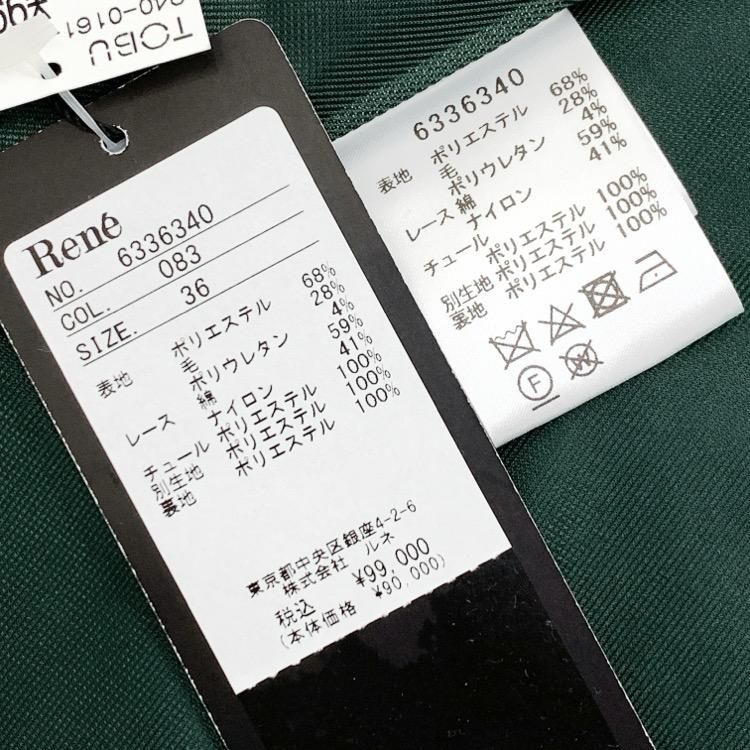 TOBU
René
NO. 6336340
COL. 083
SIZE. 36
表地 ポリエステル 68%
毛 28%
ポリウレタン 4%
レース 綿 59%
ナイロン 41%
チュール ポリエステル 100%
別生地 ポリエステル 100%
裏地 ポリエステル 100%
東京都中央区銀座4-2-6
株式会社 ルネ
税込 ¥99,000
(本体価格 ¥90,000)
6336340
表地 ポリエステル 68%
毛 28%
ポリウレタン 4%
レース 綿 59%
ナイロン 41%
チュール ポリエステル 100%
別生地 ポリエステル 100%
裏地 ポリエステル 100%
F
W